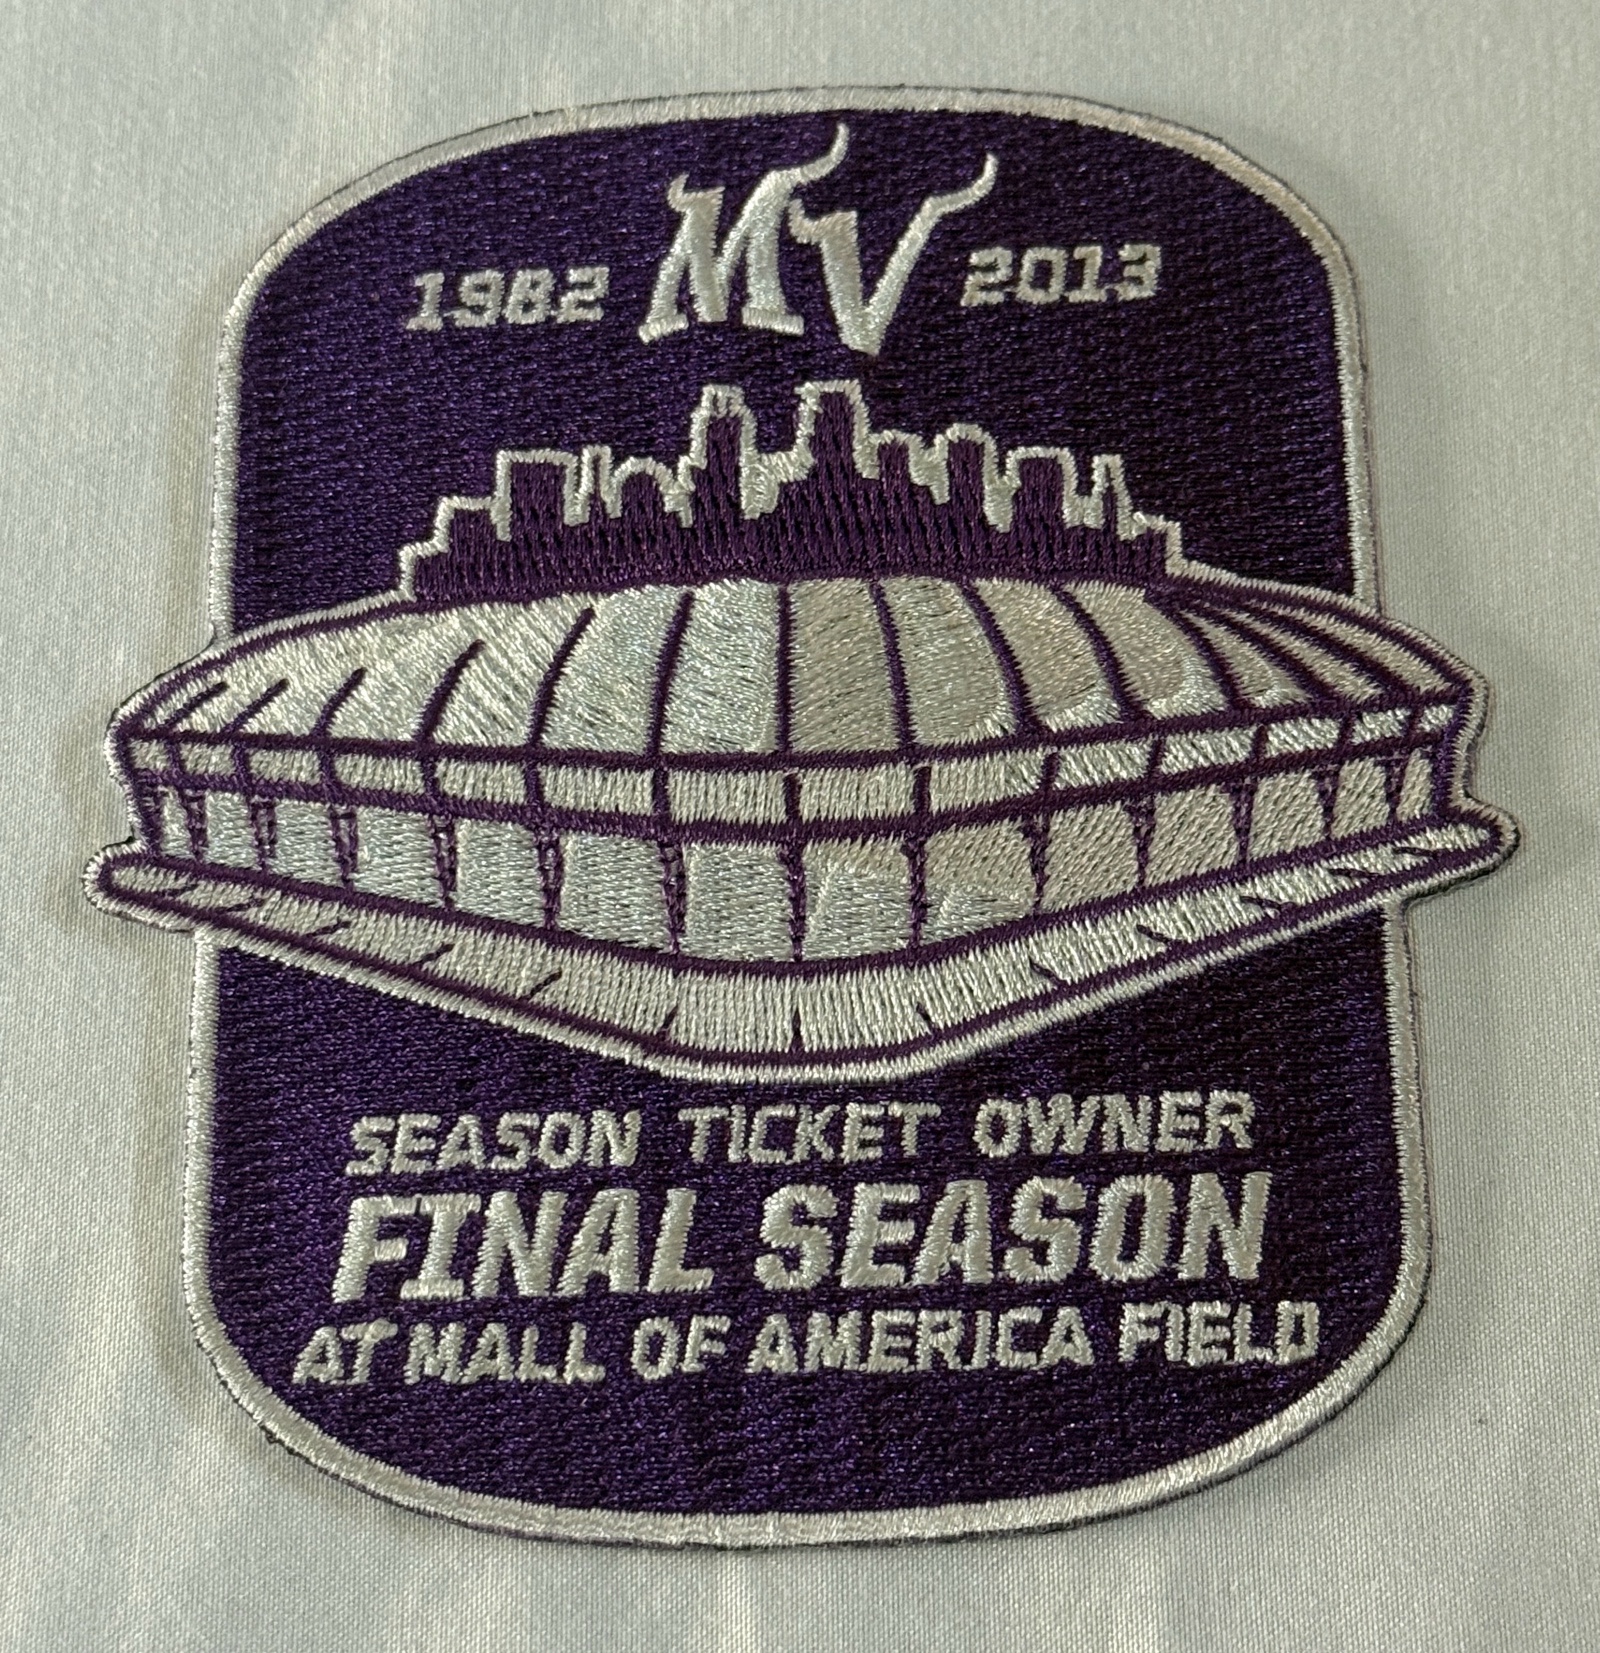 1982 MV 2013
SEASON TICKET OWNER
FINAL SEASON
AT MALL OF AMERICA FIELD